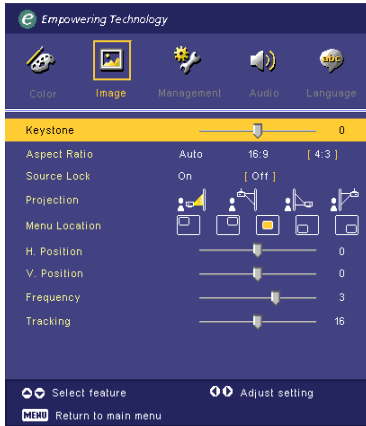 e Empowering Technology
abc
Color Image Management Audio Language
Keystone 0
Aspect Ratio Auto 16:9 [ 4:3 ]
Source Lock On [ Off ]
Projection
Menu Location
H. Position 0
V. Position 0
Frequency 3
Tracking 16
Select feature Adjust setting
MENU Return to main menu